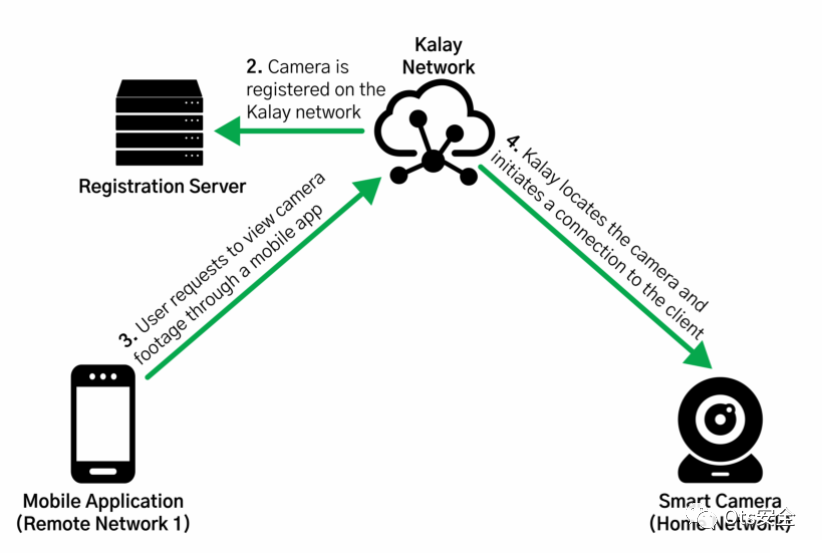 Kalay
Network
2. Camera is
registered on the
Kalay network
Registration Server
3. User requests to view camera
footage through a mobile app
4. Kalay locates the camera and
initiates a connection to the client
Mobile Application
(Remote Network 1)
Smart Camera
(Home Network)
Ots安全